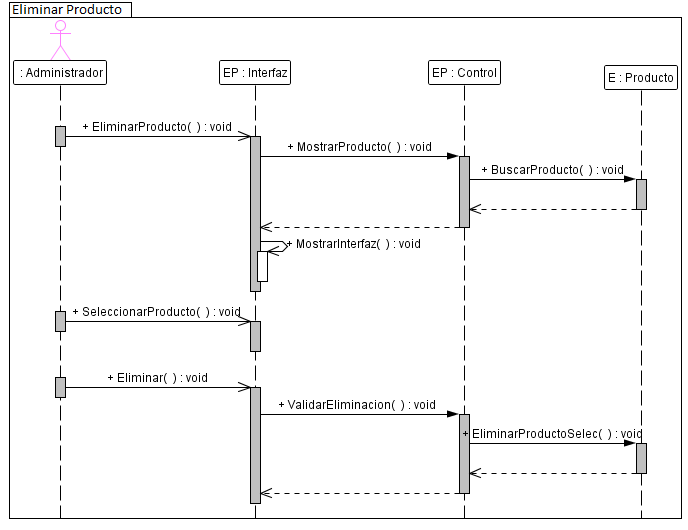 Eliminar Producto
: Administrador
EP : Interfaz
EP : Control
E : Producto
+ EliminarProducto( ) : void
+ MostrarProducto( ) : void
+ BuscarProducto( ) : void
+ MostrarInterfaz( ) : void
+ SeleccionarProducto( ) : void
+ Eliminar( ) : void
+ ValidarEliminacion( ) : void
+ EliminarProductoSelec( ) : void